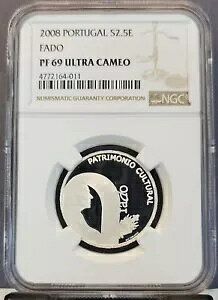 2008 PORTUGAL S2.5E
FADO
PF 69 ULTRA CAMEO
4772164-011
NUMISMATIC GUARANTY CORPORATION
NGC
PATRIMONIO CULTURAL
fado